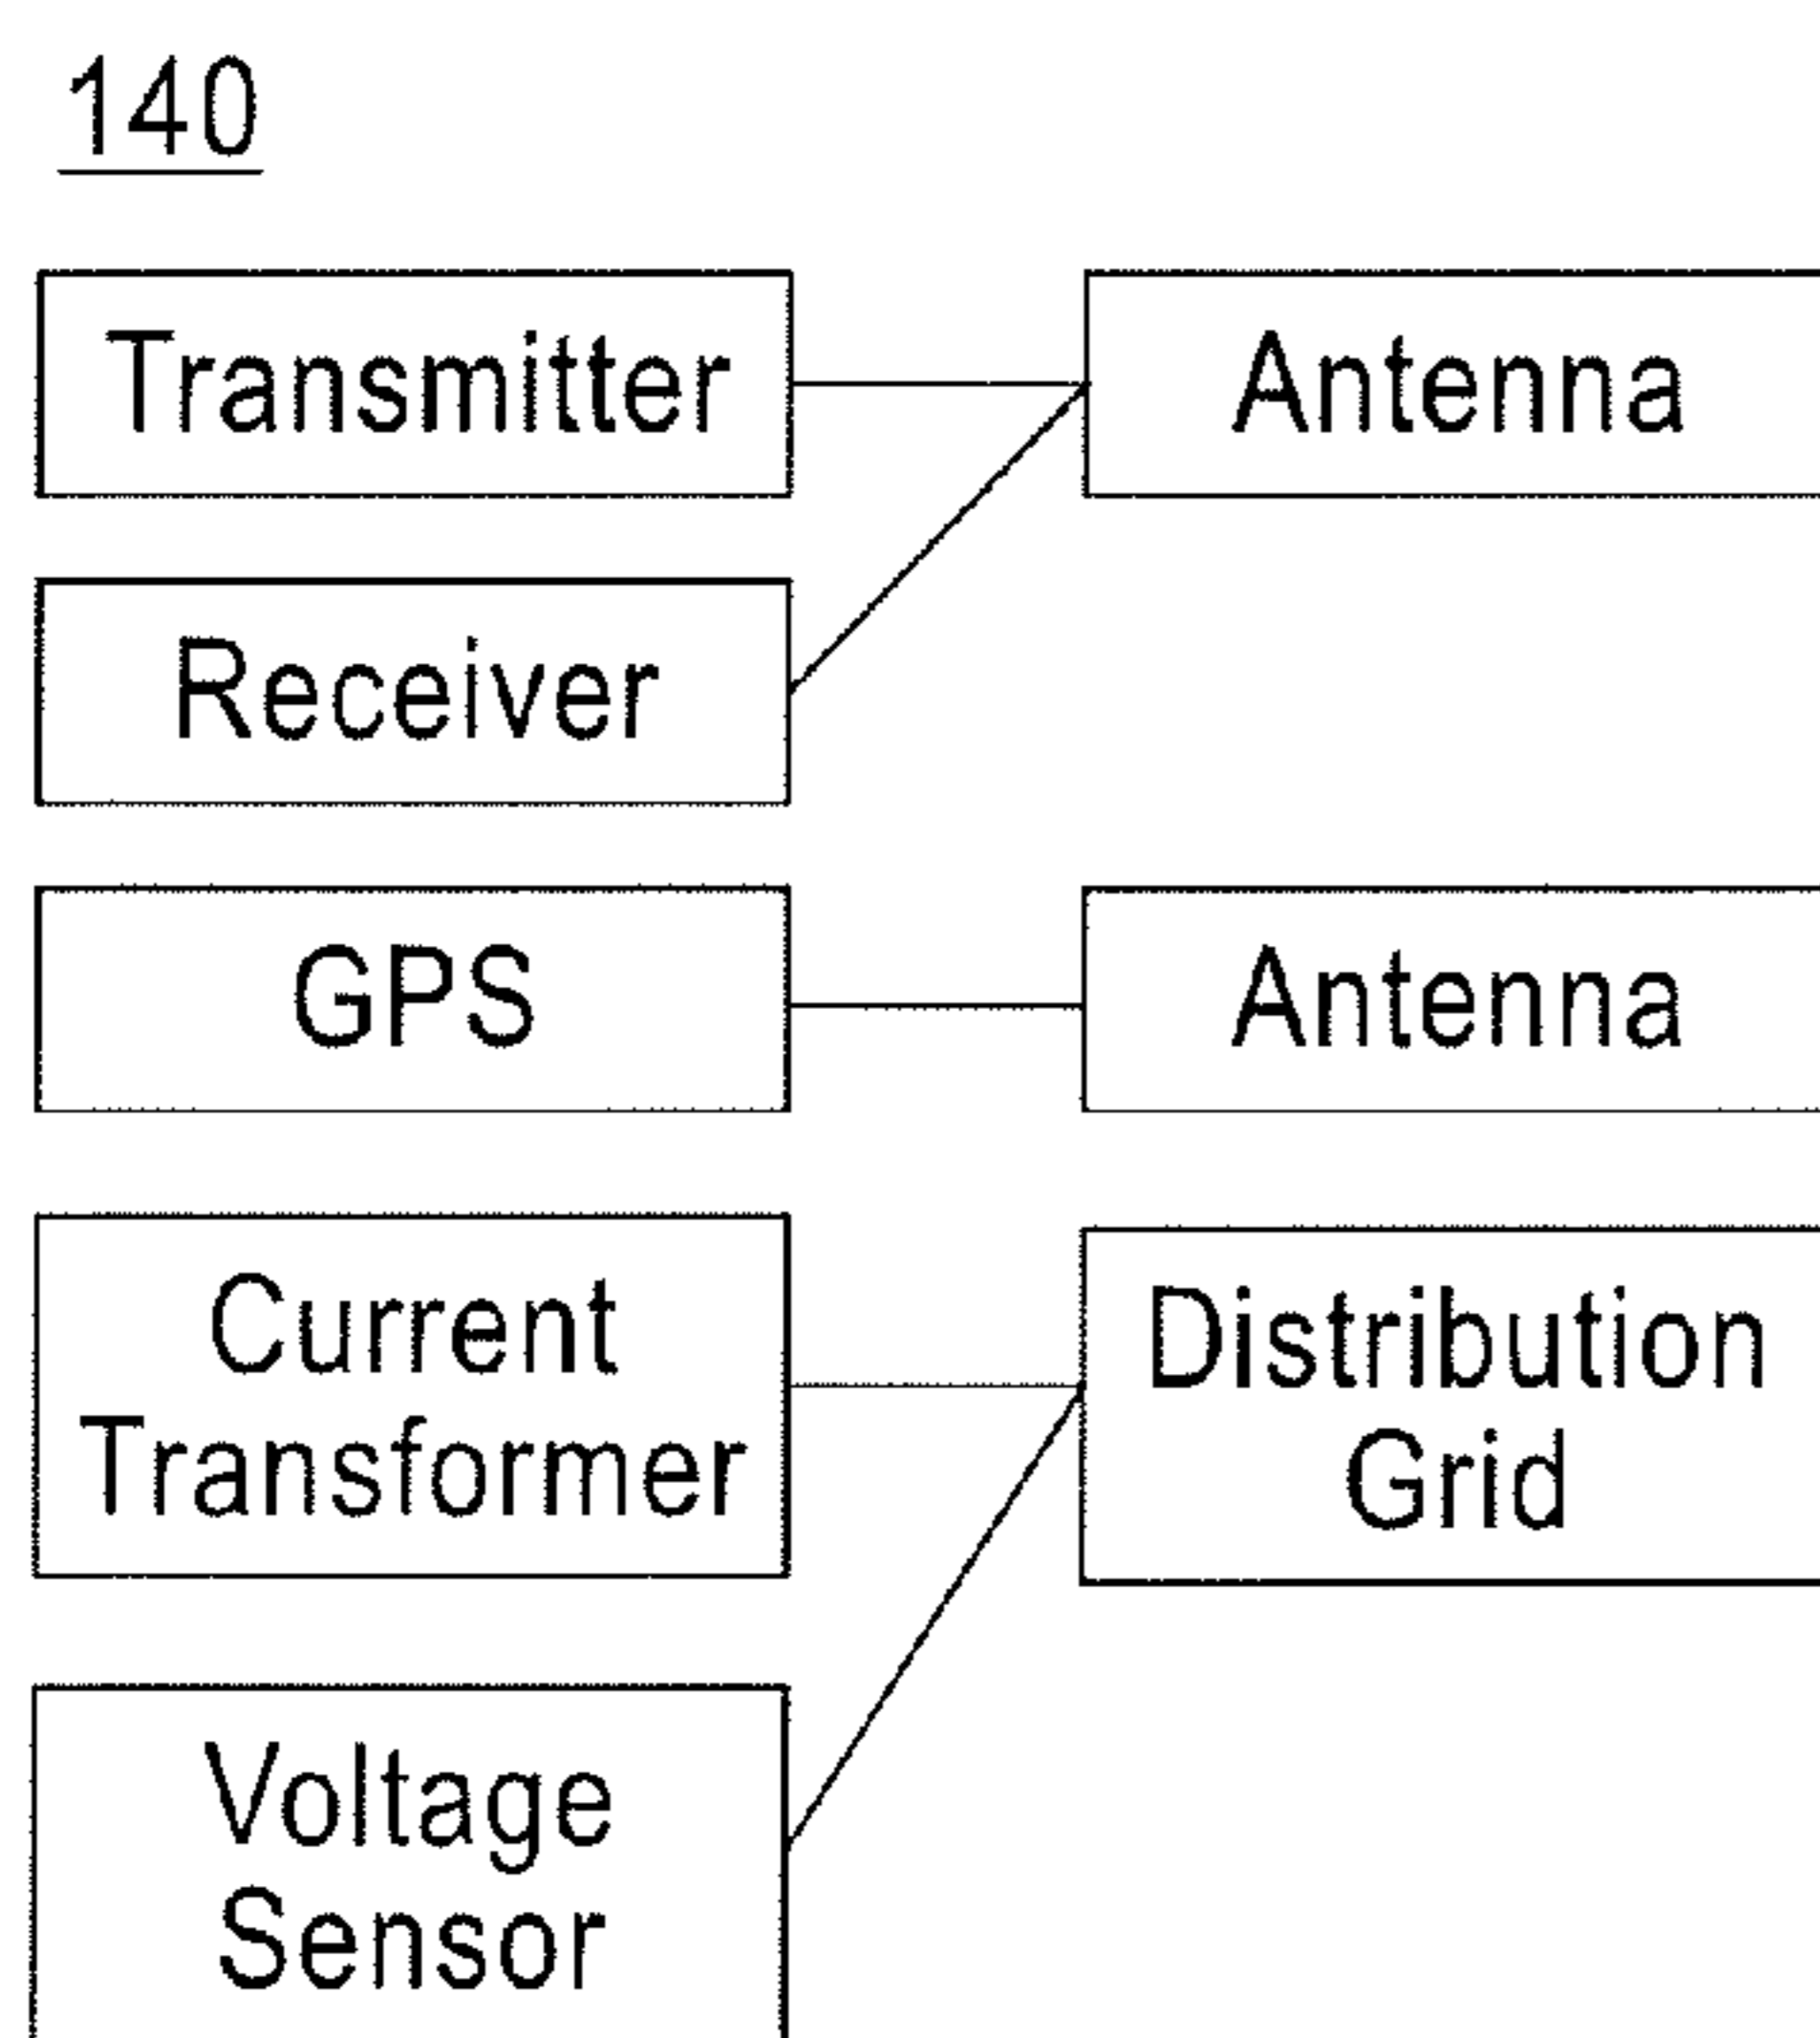 140
Transmitter
Antenna
Receiver
GPS
Antenna
Current
Transformer
Distribution
Grid
Voltage
Sensor